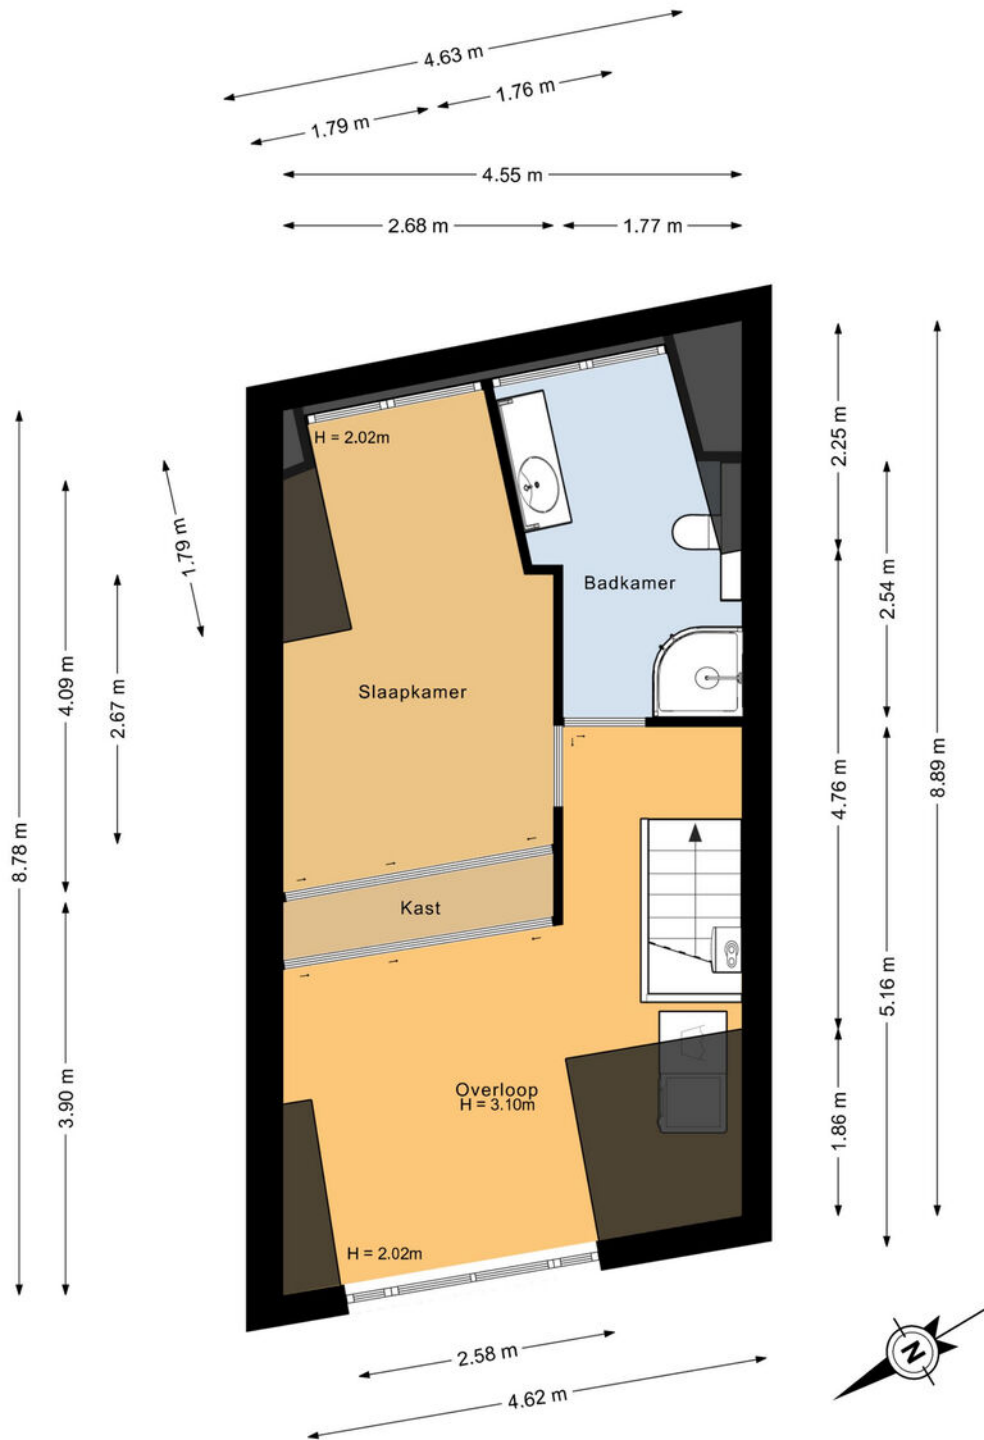 4.63 m
1.79 m
1.76 m
4.55 m
2.68 m
1.77 m
H = 2.02m
Badkamer
Slaapkamer
Kast
Overloop
H = 3.10m
H = 2.02m
8.78 m
4.09 m
3.90 m
2.67 m
1.79 m
2.25 m
4.76 m
1.86 m
2.54 m
5.16 m
8.89 m
2.58 m
4.62 m
N